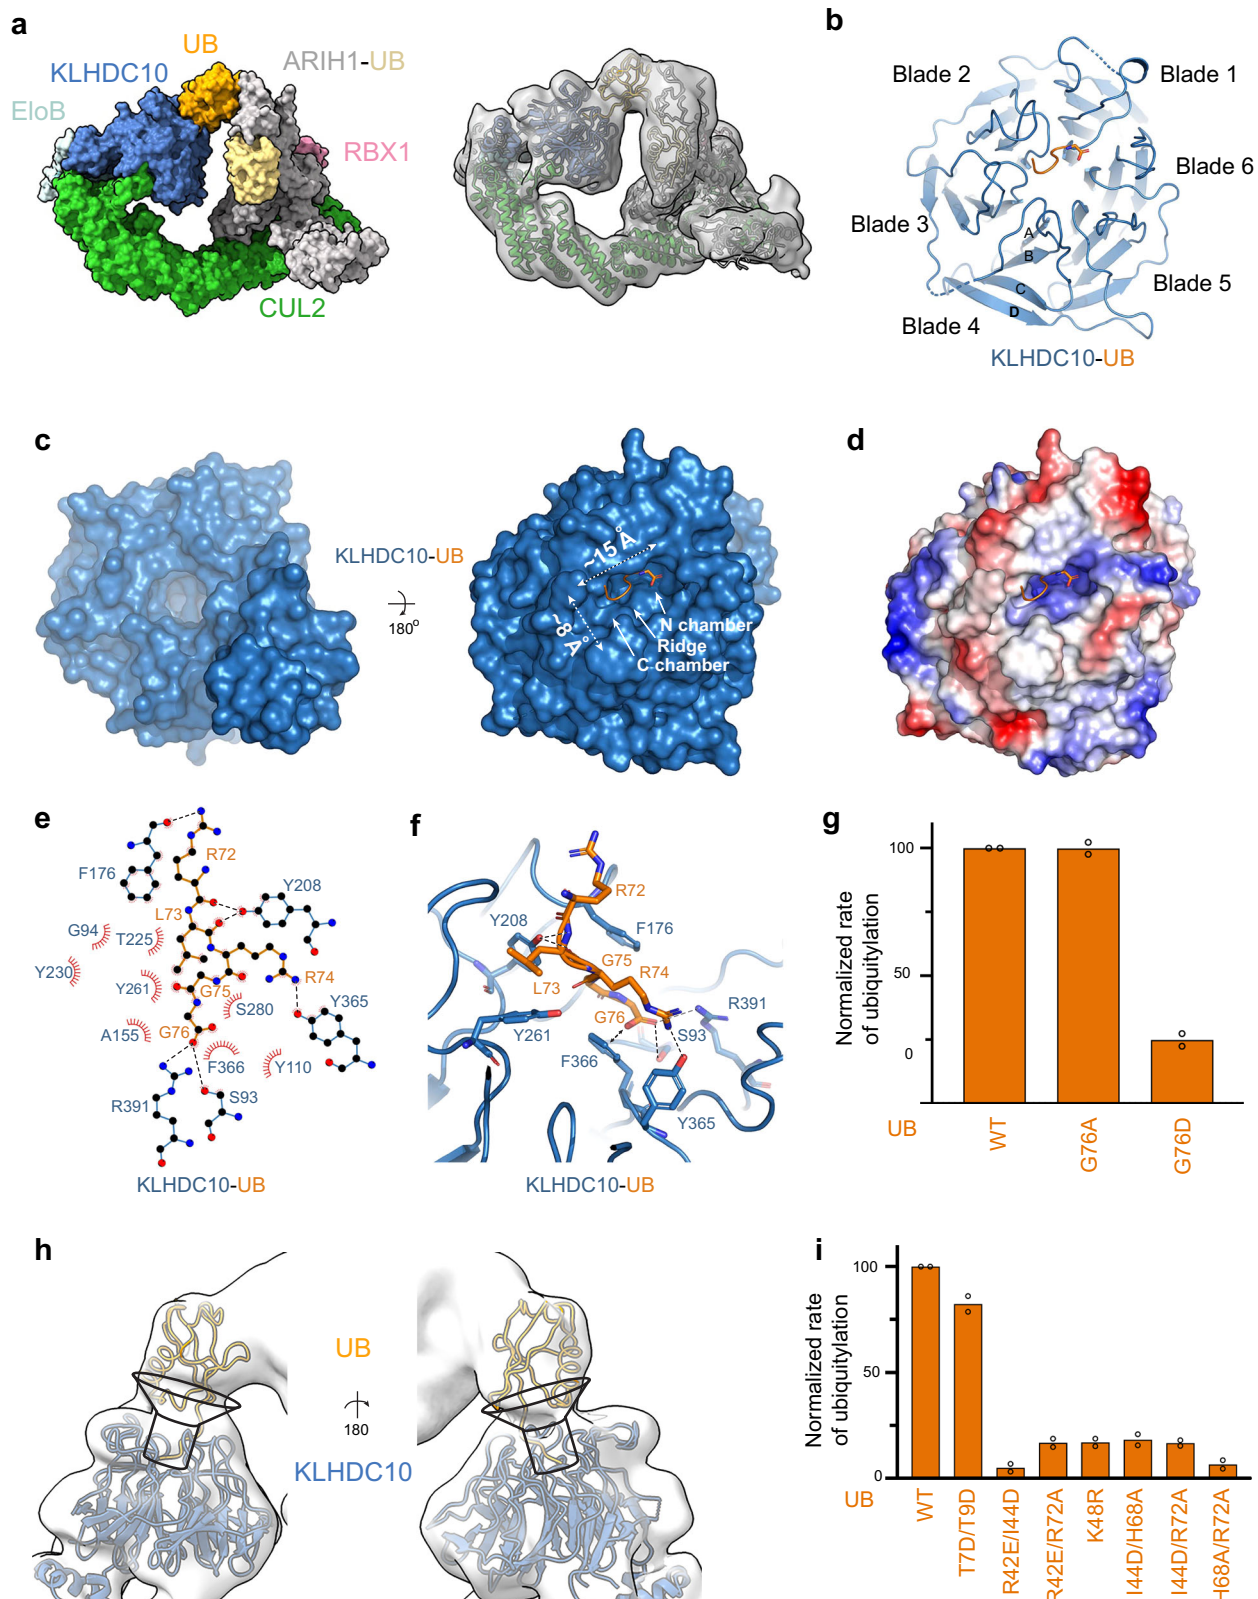 a
UB
KLHDC10
ARIH1-UB
EloB
RBX1
CUL2
b
Blade 2
Blade 1
Blade 6
Blade 3
A
B
C
D
Blade 5
Blade 4
KLHDC10-UB
c
KLHDC10-UB
180°
~15 Å
~8 Å
N chamber
Ridge
C chamber
d
e
R72
F176
Y208
L73
G94
T225
Y230
R74
Y261
G75
S280
Y365
A155
G76
F366
Y110
R391
S93
KLHDC10-UB
f
R72
Y208
F176
G75
R74
L73
R391
G76
S93
Y261
F366
Y365
KLHDC10-UB
g
Normalized rate
of ubiquitylation
100
50
0
UB
WT
G76A
G76D
h
UB
180
KLHDC10
i
Normalized rate
of ubiquitylation
100
50
0
UB
WT
T7D/T9D
R42E/I44D
R42E/R72A
K48R
I44D/H68A
I44D/R72A
H68A/R72A